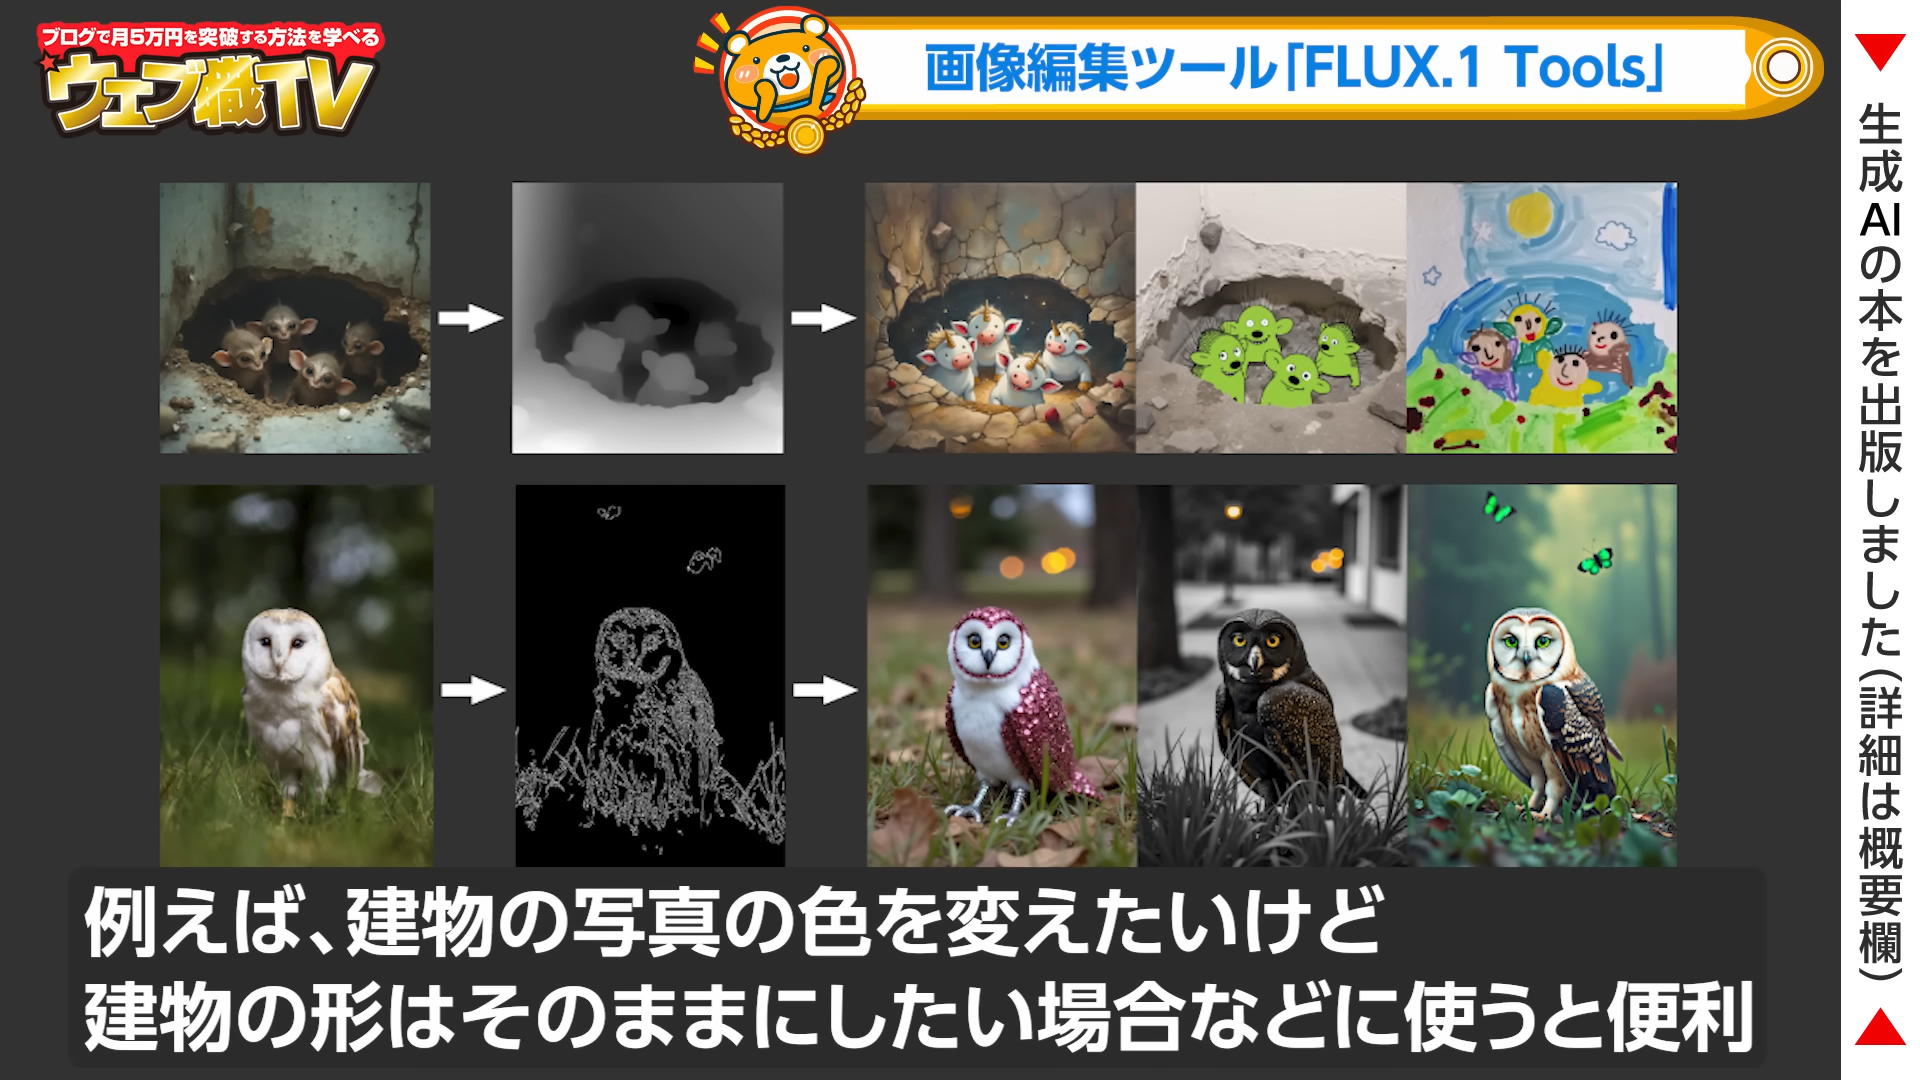 ブログで月5万円を突破する方法を学べる
ウェブ職TV
画像編集ツール「FLUX.1 Tools」
例えば、建物の写真の色を変えたいけど
建物の形はそのままにしたい場合などに使うと便利
▼生成AIの本を出版しました(詳細は概要欄)▲